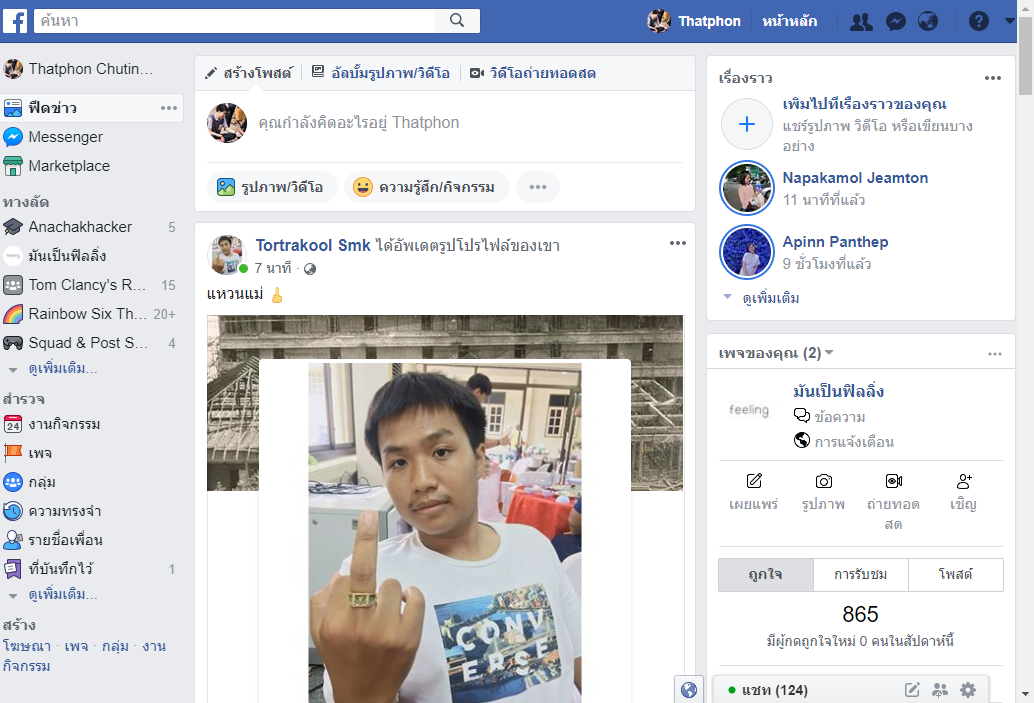 ค้นหา
Thatphon
หน้าหลัก
Thatphon Chutin...
ฟีดข่าว
Messenger
Marketplace
ทางลัด
Anachakhacker 5
มันเป็นฟิลลิ่ง
Tom Clancy's R... 15
Rainbow Six Th... 20+
Squad & Post S... 4
ดูเพิ่มเติม...
สำรวจ
24 งานกิจกรรม
เพจ
กลุ่ม
ความทรงจำ
รายชื่อเพื่อน
ที่บันทึกไว้ 1
ดูเพิ่มเติม...
สร้าง
โฆษณา · เพจ · กลุ่ม · งาน
กิจกรรม
สร้างโพสต์ อัลบั้มรูปภาพ/วิดีโอ วิดีโอถ่ายทอดสด
คุณกำลังคิดอะไรอยู่ Thatphon
รูปภาพ/วิดีโอ ความรู้สึก/กิจกรรม
Tortrakool Smk ได้อัพเดตรูปโปรไฟล์ของเขา
7 นาที ·
แหวนแม่
CONV
ERSE
เรื่องราว
เพิ่มไปที่เรื่องราวของคุณ
แชร์รูปภาพ วิดีโอ หรือเขียนบาง
อย่าง
Napakamol Jeamton
11 นาทีที่แล้ว
Apinn Panthep
9 ชั่วโมงที่แล้ว
ดูเพิ่มเติม
เพจของคุณ (2)
feeling
มันเป็นฟิลลิ่ง
ข้อความ
การแจ้งเตือน
เผยแพร่ รูปภาพ ถ่ายทอด เชิญ
สด
ถูกใจ การรับชม โพสต์
865
มีผู้กดถูกใจใหม่ 0 คนในสัปดาห์นี้
แชท (124)